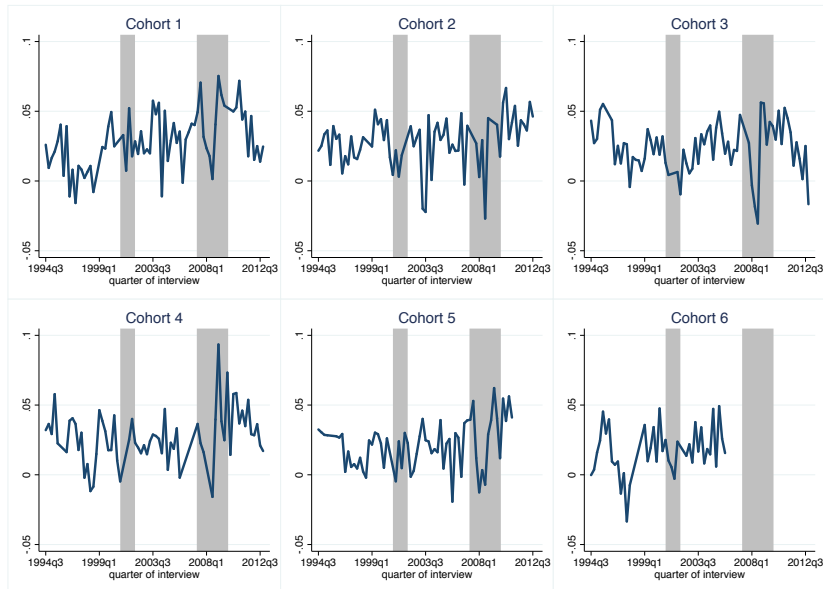 Cohort 1
.1
.05
0
-.05
1994q3 1999q1 2003q3 2008q1 2012q3
quarter of interview
Cohort 2
.1
.05
0
-.05
1994q3 1999q1 2003q3 2008q1 2012q3
quarter of interview
Cohort 3
.1
.05
0
-.05
1994q3 1999q1 2003q3 2008q1 2012q3
quarter of interview
Cohort 4
.1
.05
0
-.05
1994q3 1999q1 2003q3 2008q1 2012q3
quarter of interview
Cohort 5
.1
.05
0
-.05
1994q3 1999q1 2003q3 2008q1 2012q3
quarter of interview
Cohort 6
.1
.05
0
-.05
1994q3 1999q1 2003q3 2008q1 2012q3
quarter of interview